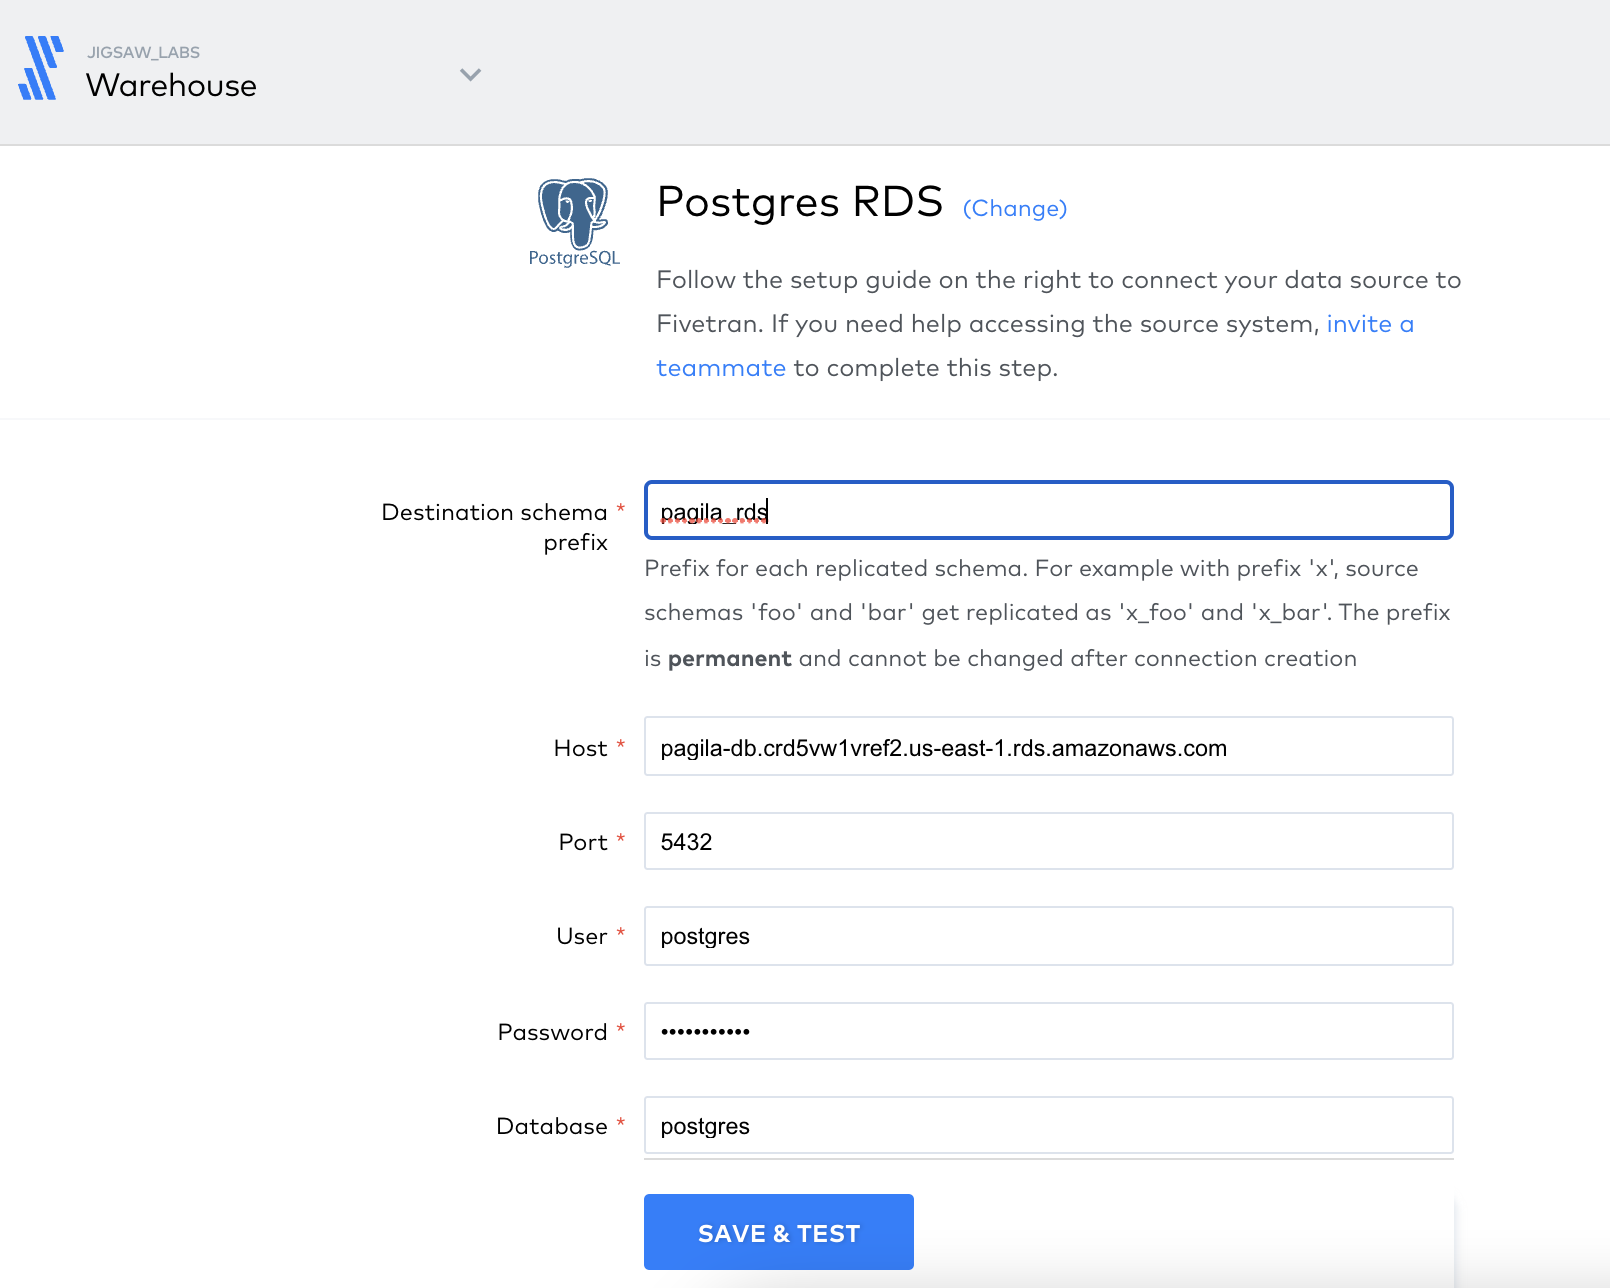 JIGSAW_LABS
Warehouse
PostgreSQL
Postgres RDS (Change)
Follow the setup guide on the right to connect your data source to
Fivetran. If you need help accessing the source system, invite a
teammate to complete this step.
Destination schema *
prefix
pagila_rds
Prefix for each replicated schema. For example with prefix 'x', source
schemas 'foo' and 'bar' get replicated as 'x_foo' and 'x_bar'. The prefix
is permanent and cannot be changed after connection creation
Host * pagila-db.crd5vw1vref2.us-east-1.rds.amazonaws.com
Port * 5432
User * postgres
Password * •••••••••••
Database * postgres
SAVE & TEST